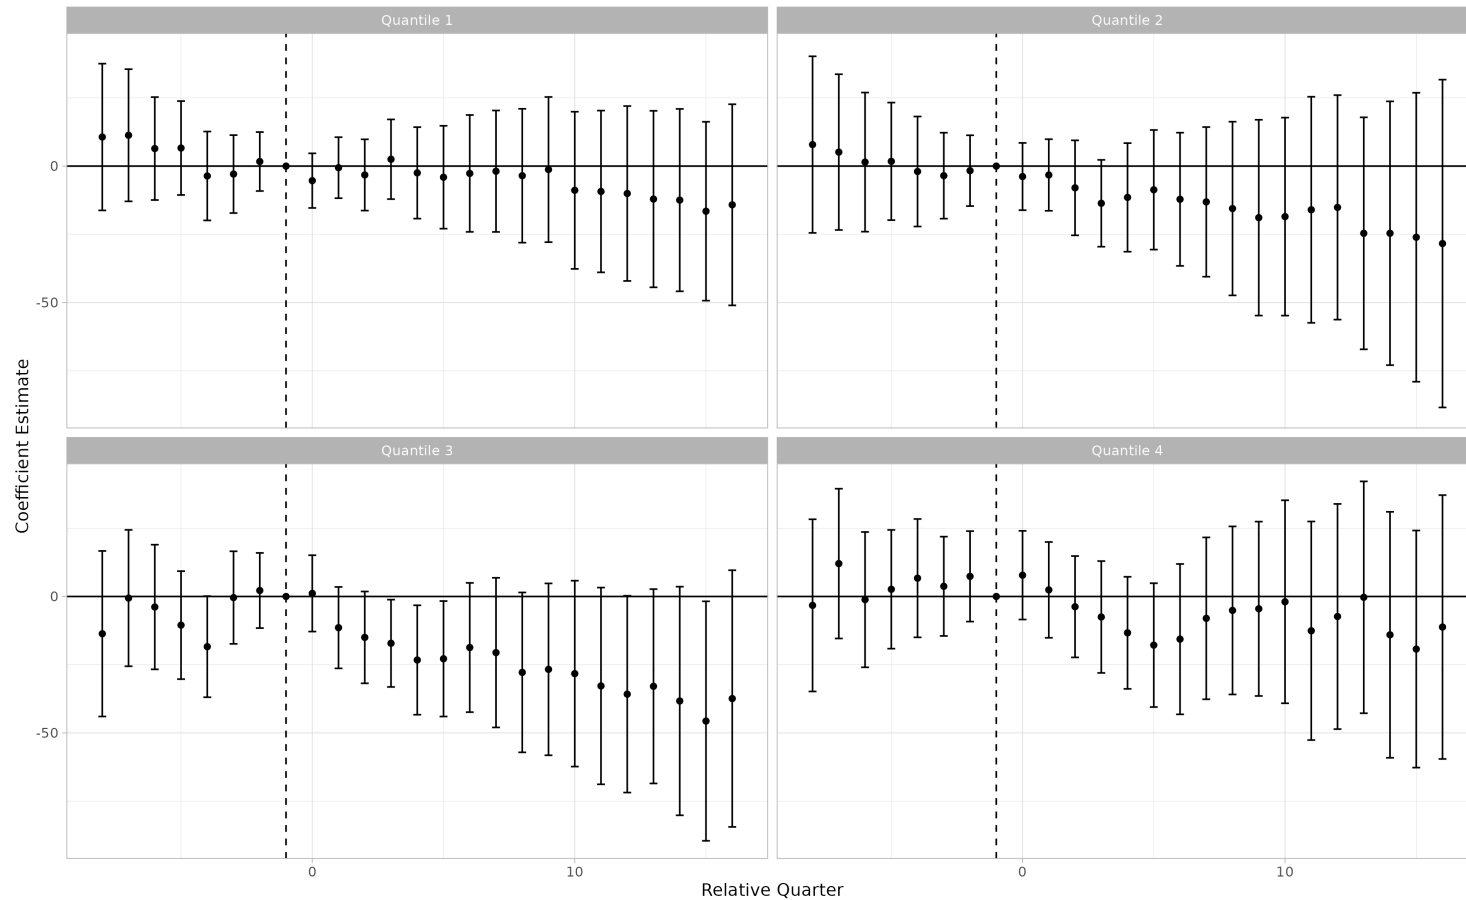 Quantile 1
Quantile 2
0
-50
Quantile 3
Quantile 4
0
-50
0
10
0
10
Coefficient Estimate
Relative Quarter